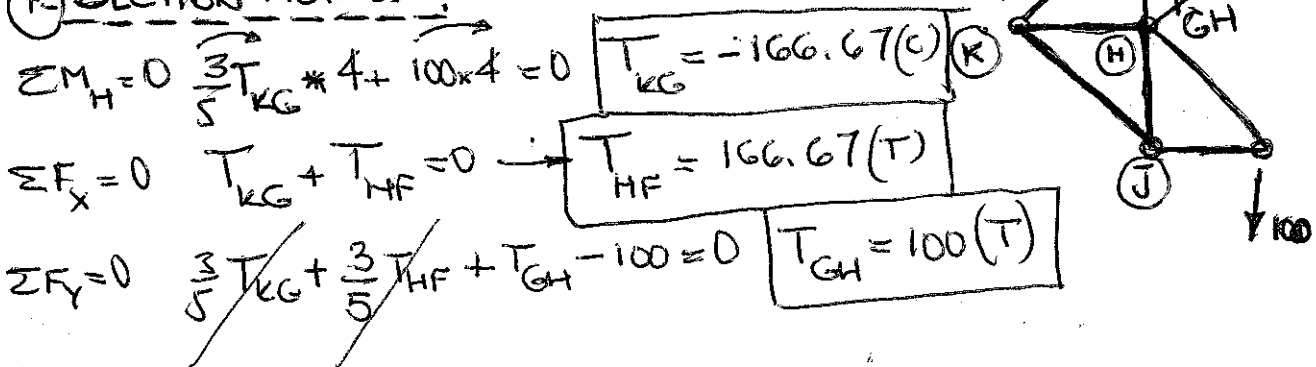 SECTION
ΣM_H=0 3/5 T_KG * 4 + 100×4 = 0 T_KG = -166.67(C)
ΣF_X=0 T_KG + T_HF = 0 → T_HF = 166.67(T)
ΣF_Y=0 3/5 T_KG + 3/5 T_HF + T_GH - 100 = 0 T_GH = 100(T)
GH
K
H
J
100